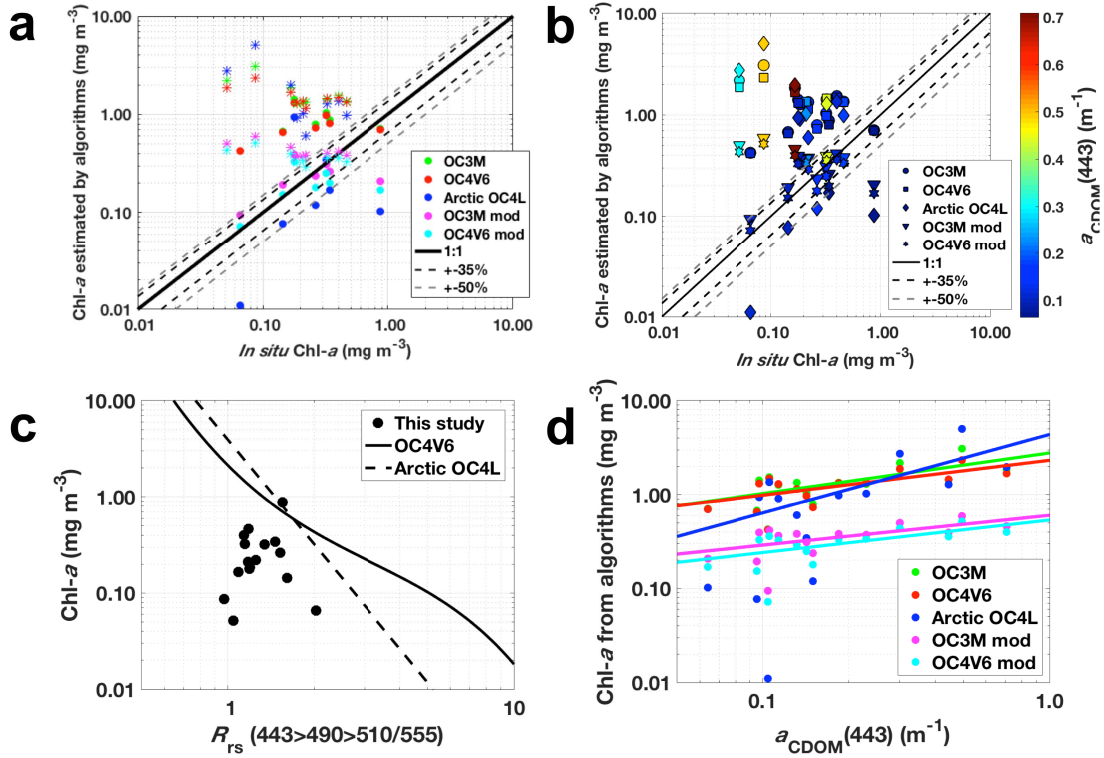 a
Chl-a estimated by algorithms (mg m⁻³)
10.00
1.00
0.10
0.01
0.01
0.10
1.00
10.00
In situ Chl-a (mg m⁻³)
OC3M
OC4V6
Arctic OC4L
OC3M mod
OC4V6 mod
1:1
+-35%
+-50%
b
Chl-a estimated by algorithms (mg m⁻³)
10.00
1.00
0.10
0.01
0.01
0.10
1.00
10.00
In situ Chl-a (mg m⁻³)
OC3M
OC4V6
Arctic OC4L
OC3M mod
OC4V6 mod
1:1
+-35%
+-50%
0.7
0.6
0.5
0.4
0.3
0.2
0.1
aCDOM(443) (m⁻¹)
c
Chl-a (mg m⁻³)
10.00
1.00
0.10
0.01
1
10
Rrs (443>490>510/555)
This study
OC4V6
Arctic OC4L
d
Chl-a from algorithms (mg m⁻³)
10.00
1.00
0.10
0.01
0.1
1.0
aCDOM(443) (m⁻¹)
OC3M
OC4V6
Arctic OC4L
OC3M mod
OC4V6 mod